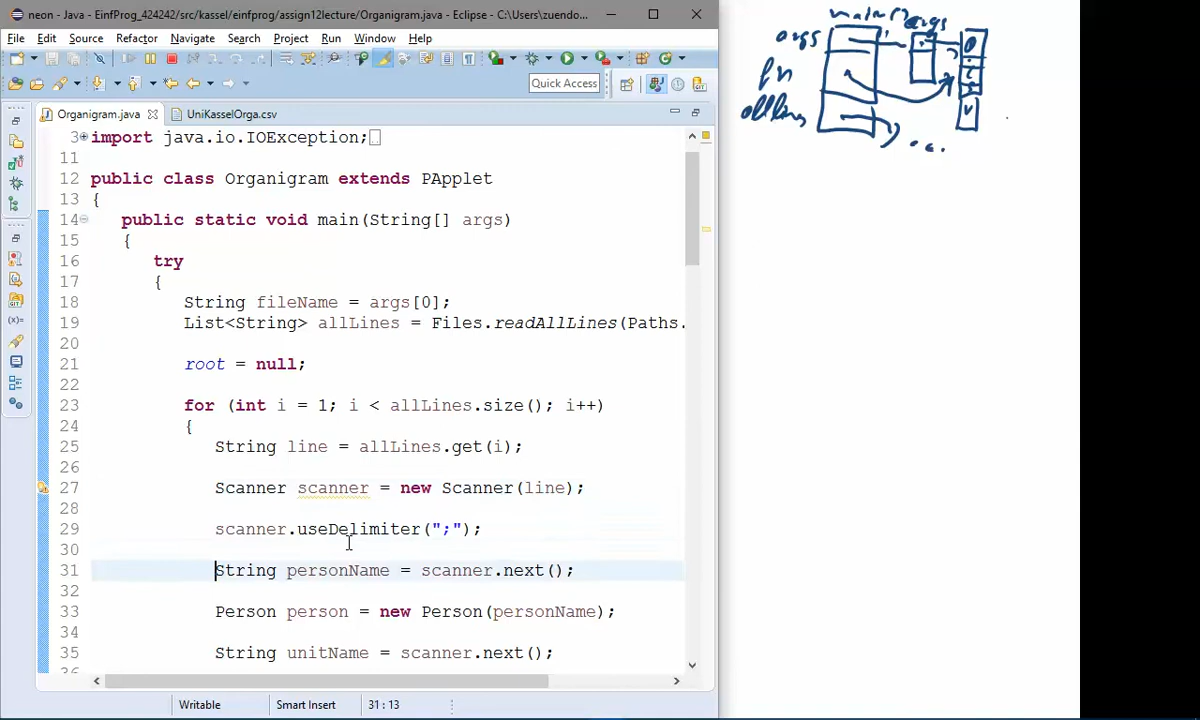 neon - Java - EinfProg_424242/src/kassel/einfprog/assign12lecture/Organigram.java - Eclipse - C:\Users\zuendo...
File Edit Source Refactor Navigate Search Project Run Window Help
Quick Access
Organigram.java UniKasselOrga.csv
3 import java.io.IOException;
11
12 public class Organigram extends PApplet
13 {
14 public static void main(String[] args)
15 {
16 try
17 {
18 String fileName = args[0];
19 List<String> allLines = Files.readAllLines(Paths.
20
21 root = null;
22
23 for (int i = 1; i < allLines.size(); i++)
24 {
25 String line = allLines.get(i);
26
27 Scanner scanner = new Scanner(line);
28
29 scanner.useDelimiter(";");
30
31 String personName = scanner.next();
32
33 Person person = new Person(personName);
34
35 String unitName = scanner.next();
36
Writable Smart Insert 31 : 13
args
fn
allLines